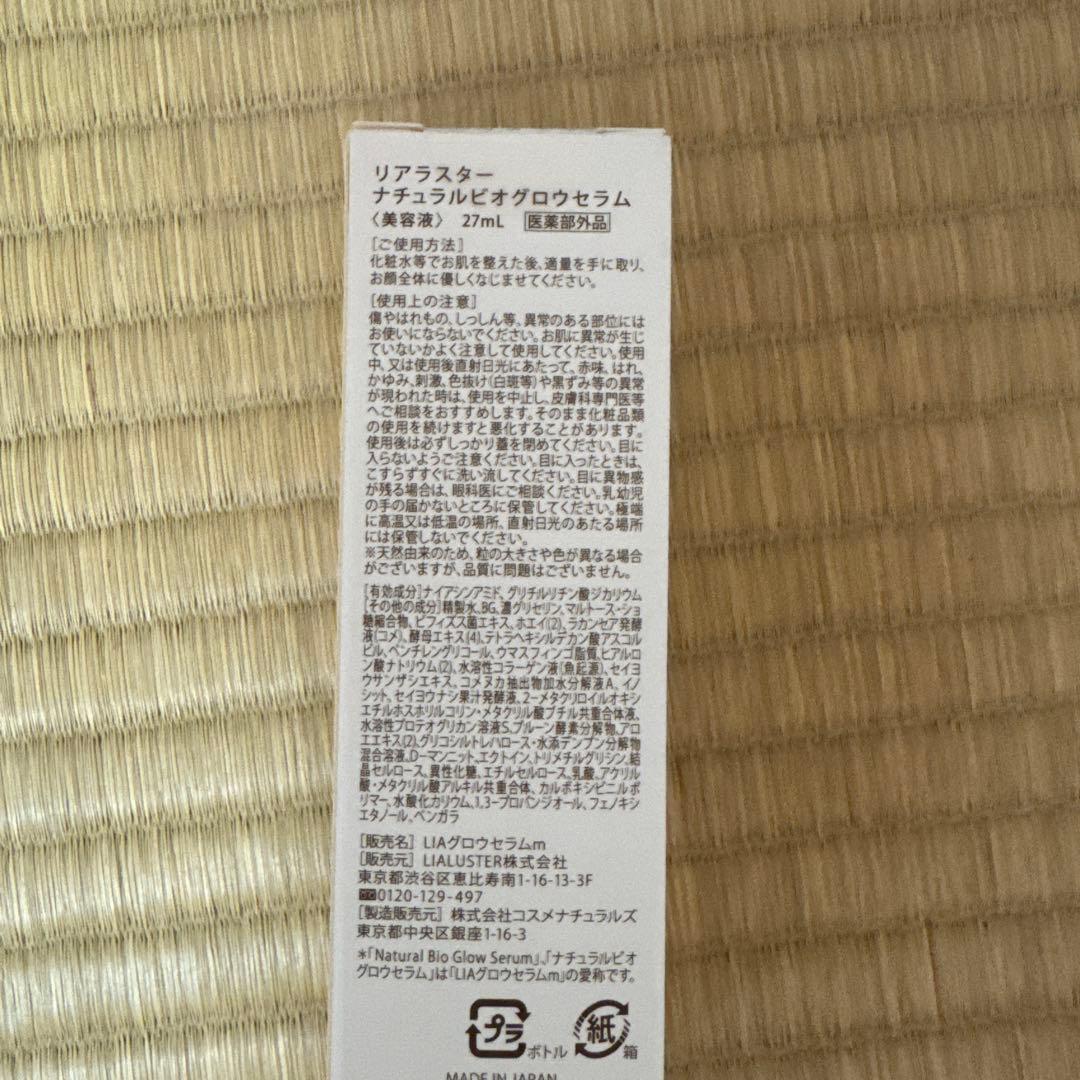 リアラスター
ナチュラルビオグロウセラム
〈美容液〉 27mL 医薬部外品
[ご使用方法]
化粧水等でお肌を整えた後、適量を手に取り、
お顔全体に優しくなじませてください。
[使用上の注意]
傷やはれもの、しっしん等、異常のある部位には
お使いにならないでください。お肌に異常が生じ
ていないかよく注意して使用してください。使用
中、又は使用後直射日光にあたって、赤味、はれ、
かゆみ、刺激、色抜け(白斑等)や黒ずみ等の異常
が現われた時は、使用を中止し、皮膚科専門医等
へご相談をおすすめします。そのまま化粧品類
の使用を続けますと悪化することがあります。
使用後は必ずしっかり蓋を閉めてください。目に
入らないようご注意ください。目に入ったときは、
こすらずすぐに洗い流してください。目に異物感
が残る場合は、眼科医にご相談ください。乳幼児
の手の届かないところに保管してください。極端
に高温又は低温の場所、直射日光のあたる場所
には保管しないでください。
※天然由来のため、粒の大きさや色が異なる場合
がございますが、品質に問題はございません。
[有効成分]ナイアシンアミド、グリチルリチン酸ジカリウム
[その他の成分]精製水、BG、濃グリセリン、マルトース・ショ
糖縮合物、ビフィズス菌エキス、ホエイ(2)、ラカンセア発酵
液(コメ)、酵母エキス(4)、テトラヘキシルデカン酸アスコル
ビル、ペンチレングリコール、ウマスフィンゴ脂質、ヒアルロ
ン酸ナトリウム(2)、水溶性コラーゲン液(魚起源)、セイヨ
ウサンザシエキス、コメヌカ抽出物加水分解液A、イノ
シット、セイヨウナシ果汁発酵液、2-メタクリロイルオキシ
エチルホスホリルコリン・メタクリル酸ブチル共重合体液、
水溶性プロテオグリカン溶液S、プルーン酵素分解物、アロ
エエキス(2)、グリコシルトレハロース・水添デンプン分解物
混合溶液、D-マンニット、エクトイン、トリメチルグリシン、結
晶セルロース、異性化糖、エチルセルロース、乳酸、アクリル
酸・メタクリル酸アルキル共重合体、カルボキシビニルポ
リマー、水酸化カリウム、1,3-プロパンジオール、フェノキシ
エタノール、ベンガラ
[販売名] LIAグロウセラムm
[販売元] LIALUSTER株式会社
東京都渋谷区恵比寿南1-16-13-3F
☎0120-129-497
[製造販売元] 株式会社コスメナチュラルズ
東京都中央区銀座1-16-3
*「Natural Bio Glow Serum」、「ナチュラルビオ
グロウセラム」は「LIAグロウセラムm」の愛称です。
プラ ボトル 紙 箱
MADE IN JAPAN